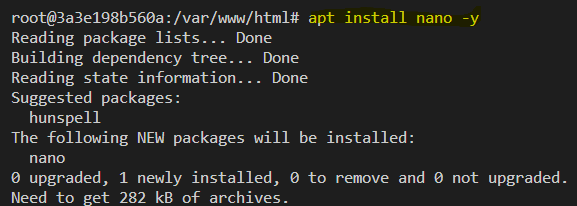 root@3a3e198b560a:/var/www/html# apt install nano -y
Reading package lists... Done
Building dependency tree... Done
Reading state information... Done
Suggested packages:
  hunspell
The following NEW packages will be installed:
  nano
0 upgraded, 1 newly installed, 0 to remove and 0 not upgraded.
Need to get 282 kB of archives.